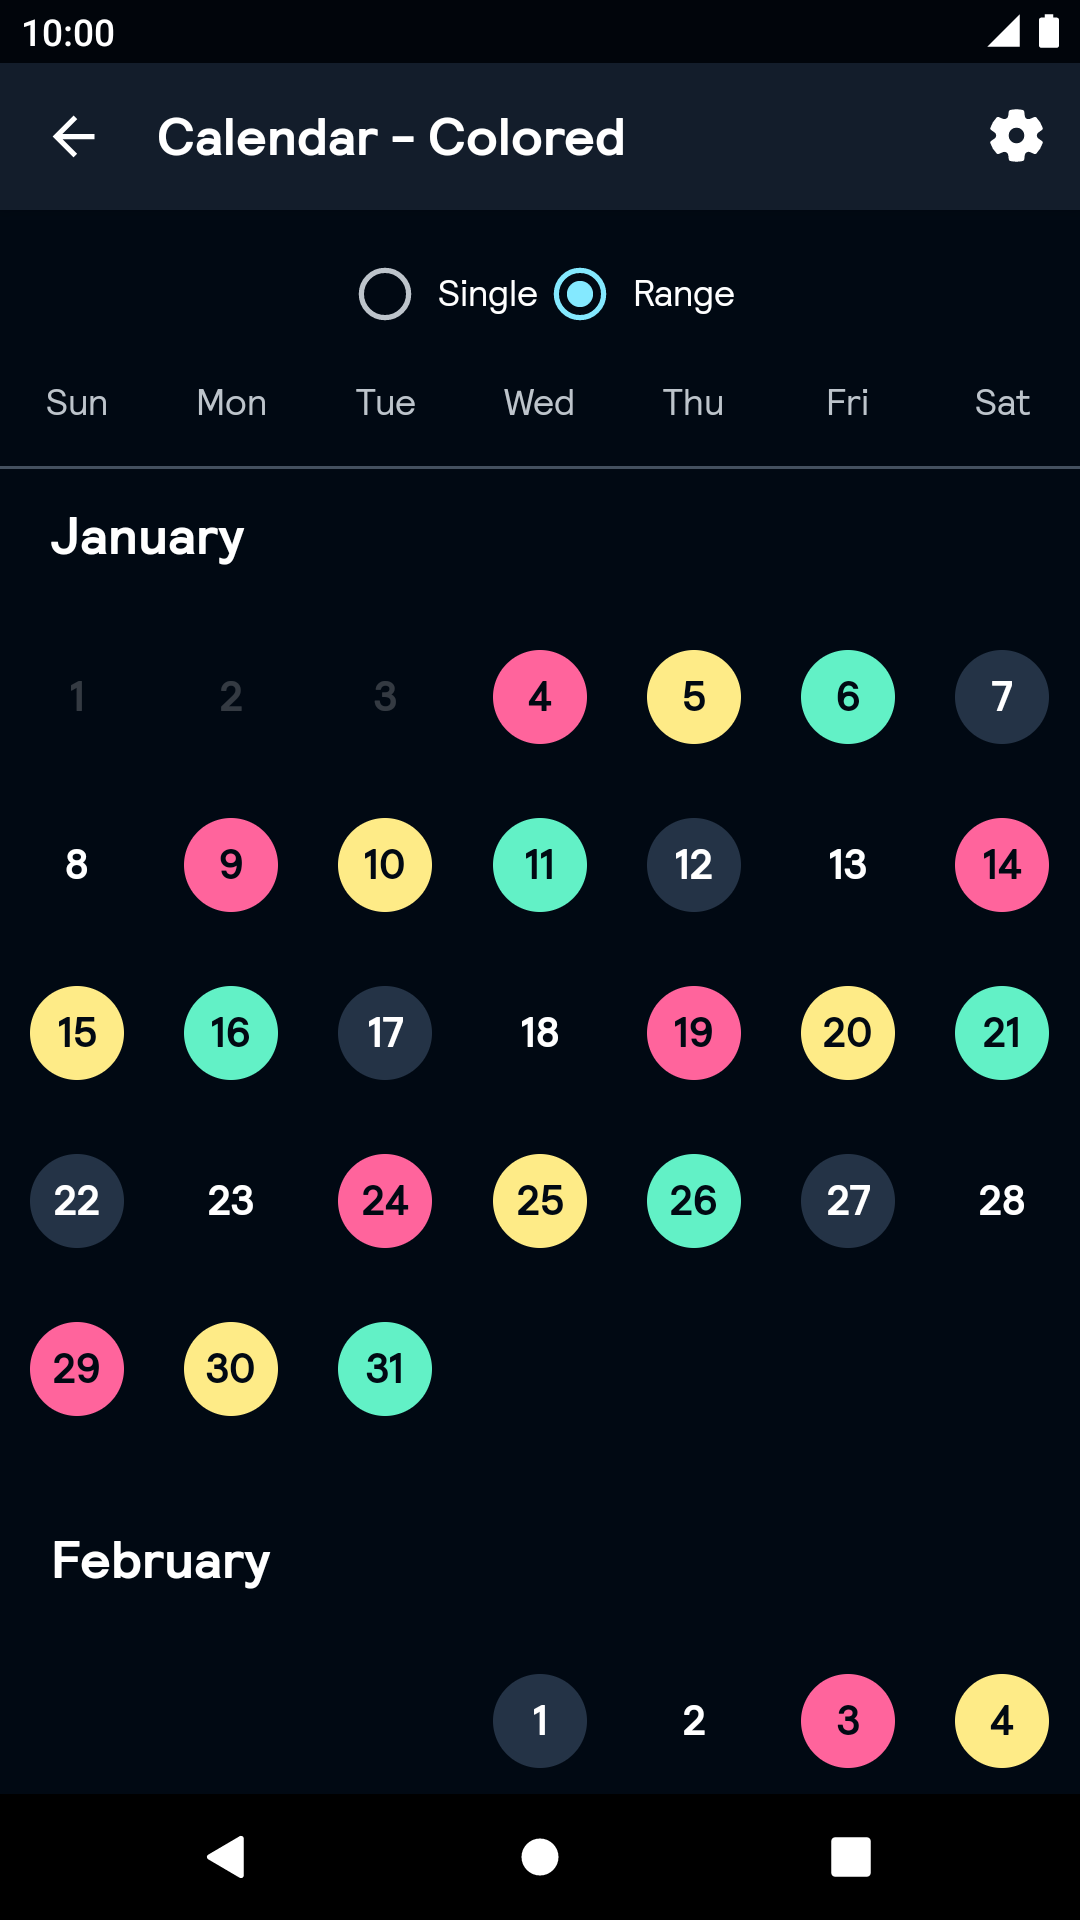 10:00
Calendar - Colored
Single Range
Sun Mon Tue Wed Thu Fri Sat
January
1 2 3 4 5 6 7
8 9 10 11 12 13 14
15 16 17 18 19 20 21
22 23 24 25 26 27 28
29 30 31
February
1 2 3 4